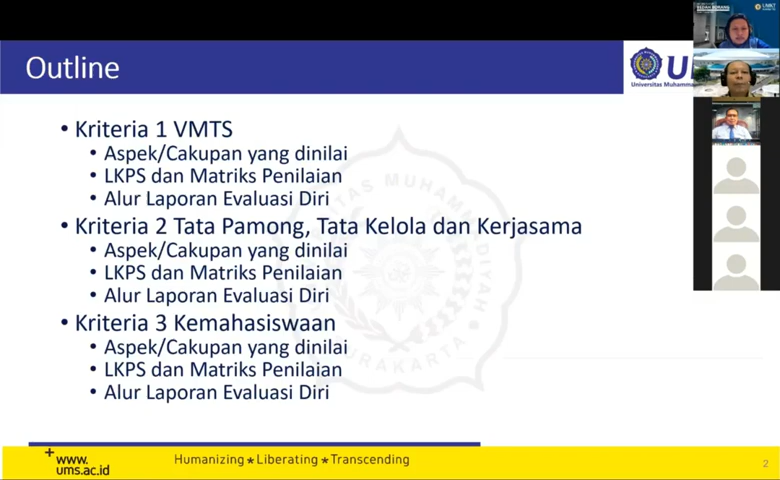 Outline
Universitas Muhamma
• Kriteria 1 VMTS
• Aspek/Cakupan yang dinilai
• LKPS dan Matriks Penilaian
• Alur Laporan Evaluasi Diri
• Kriteria 2 Tata Pamong, Tata Kelola dan Kerjasama
• Aspek/Cakupan yang dinilai
• LKPS dan Matriks Penilaian
• Alur Laporan Evaluasi Diri
• Kriteria 3 Kemahasiswaan
• Aspek/Cakupan yang dinilai
• LKPS dan Matriks Penilaian
• Alur Laporan Evaluasi Diri
www.
ums.ac.id
Humanizing ★ Liberating ★ Transcending
2